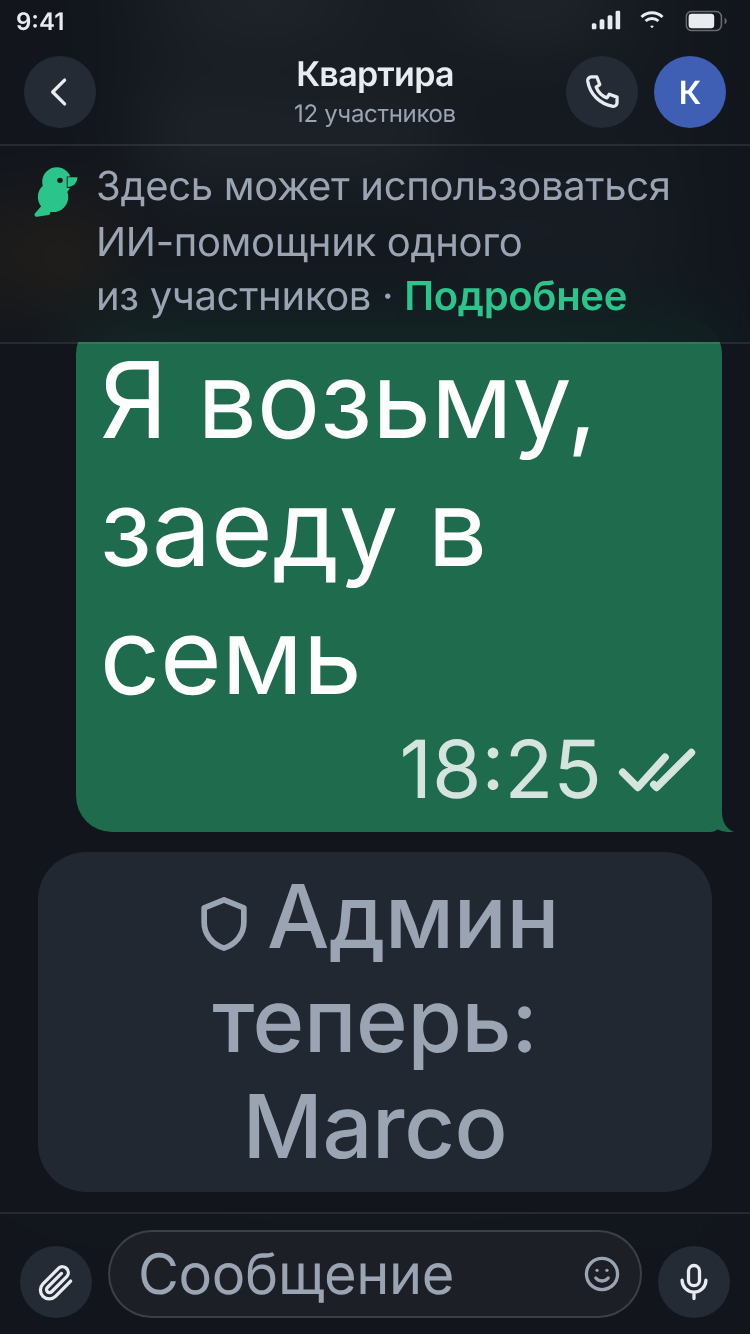 9:41
Квартира
12 участников
К
Здесь может использоваться
ИИ-помощник одного
из участников · Подробнее
Я возьму,
заеду в
семь
18:25
Админ
теперь:
Marco
Сообщение